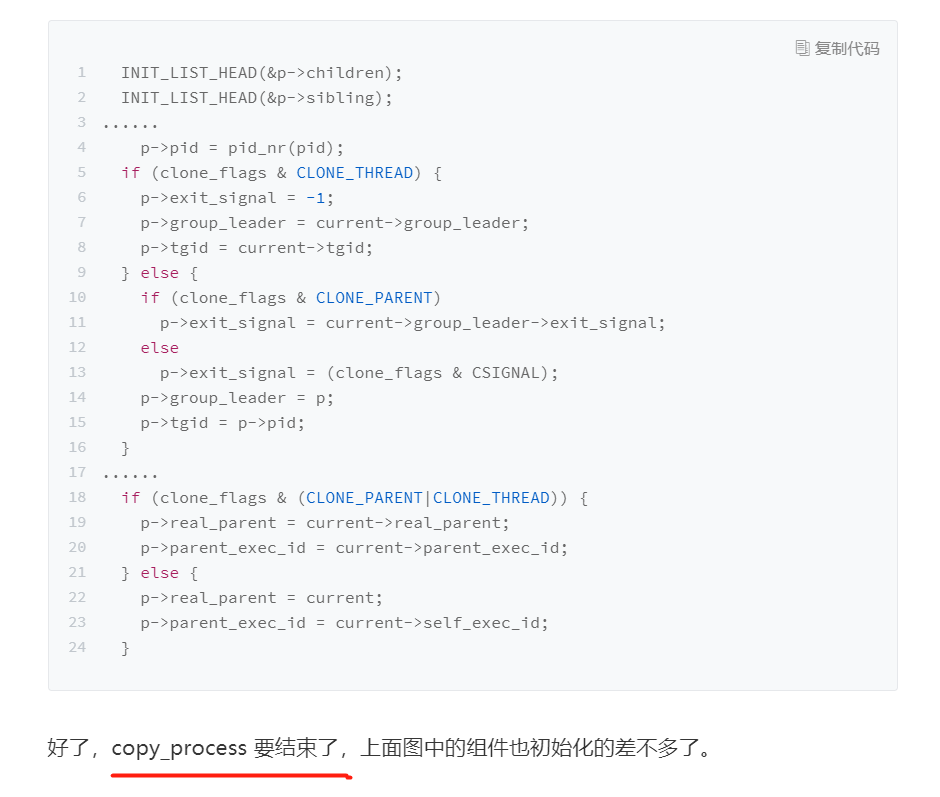 复制代码
1 INIT_LIST_HEAD(&p->children);
2 INIT_LIST_HEAD(&p->sibling);
3 ......
4 p->pid = pid_nr(pid);
5 if (clone_flags & CLONE_THREAD) {
6 p->exit_signal = -1;
7 p->group_leader = current->group_leader;
8 p->tgid = current->tgid;
9 } else {
10 if (clone_flags & CLONE_PARENT)
11 p->exit_signal = current->group_leader->exit_signal;
12 else
13 p->exit_signal = (clone_flags & CSIGNAL);
14 p->group_leader = p;
15 p->tgid = p->pid;
16 }
17 ......
18 if (clone_flags & (CLONE_PARENT|CLONE_THREAD)) {
19 p->real_parent = current->real_parent;
20 p->parent_exec_id = current->parent_exec_id;
21 } else {
22 p->real_parent = current;
23 p->parent_exec_id = current->self_exec_id;
24 }
好了，copy_process 要结束了，上面图中的组件也初始化的差不多了。